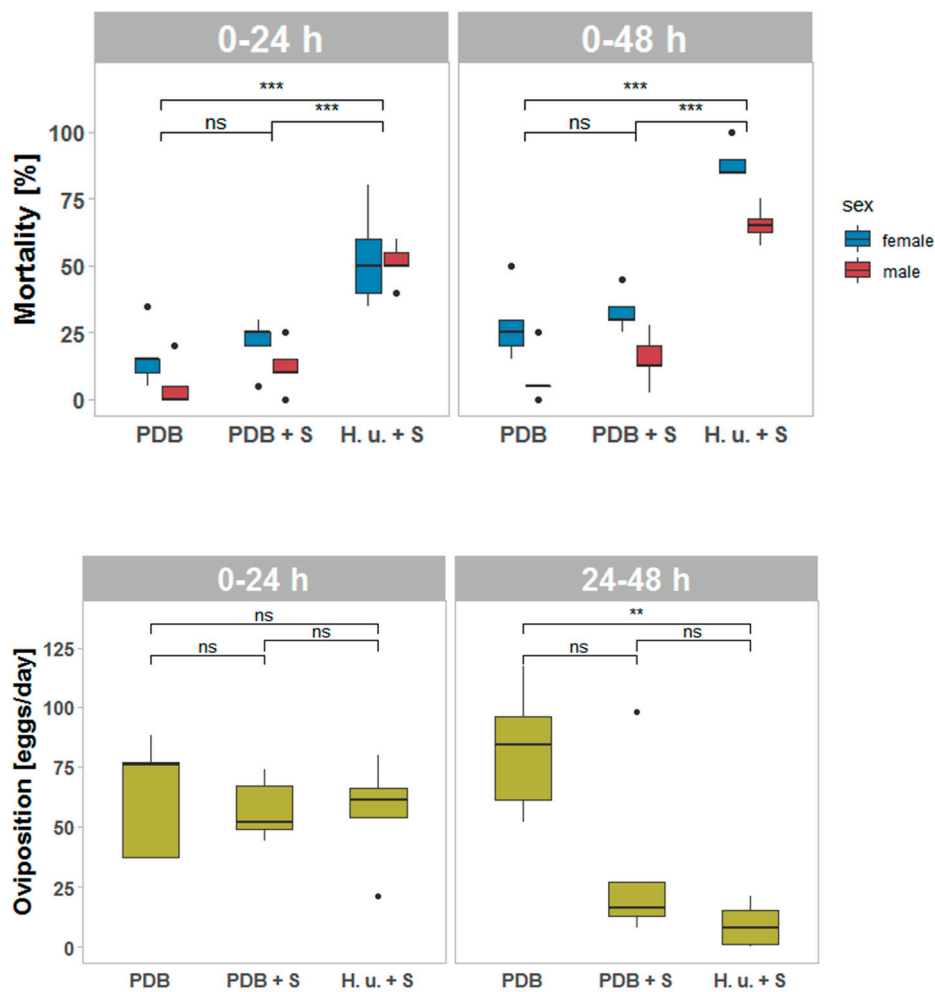 0-24 h 0-48 h
*** ***
ns *** ns ***
Mortality [%]
100
75
50
25
0
PDB PDB + S H. u. + S PDB PDB + S H. u. + S
sex
female
male
0-24 h 24-48 h
ns **
ns ns ns ns
Oviposition [eggs/day]
125
100
75
50
25
0
PDB PDB + S H. u. + S PDB PDB + S H. u. + S